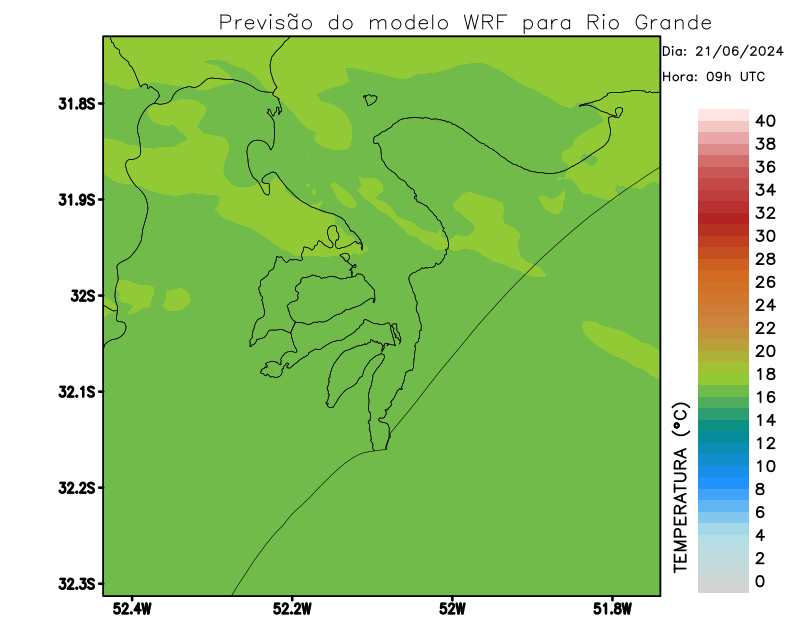 Previsão do modelo WRF para Rio Grande
Dia: 21/06/2024
Hora: 09h UTC
31.8S
31.9S
32S
32.1S
32.2S
32.3S
52.4W
52.2W
52W
51.8W
TEMPERATURA (°C)
40
38
36
34
32
30
28
26
24
22
20
18
16
14
12
10
8
6
4
2
0